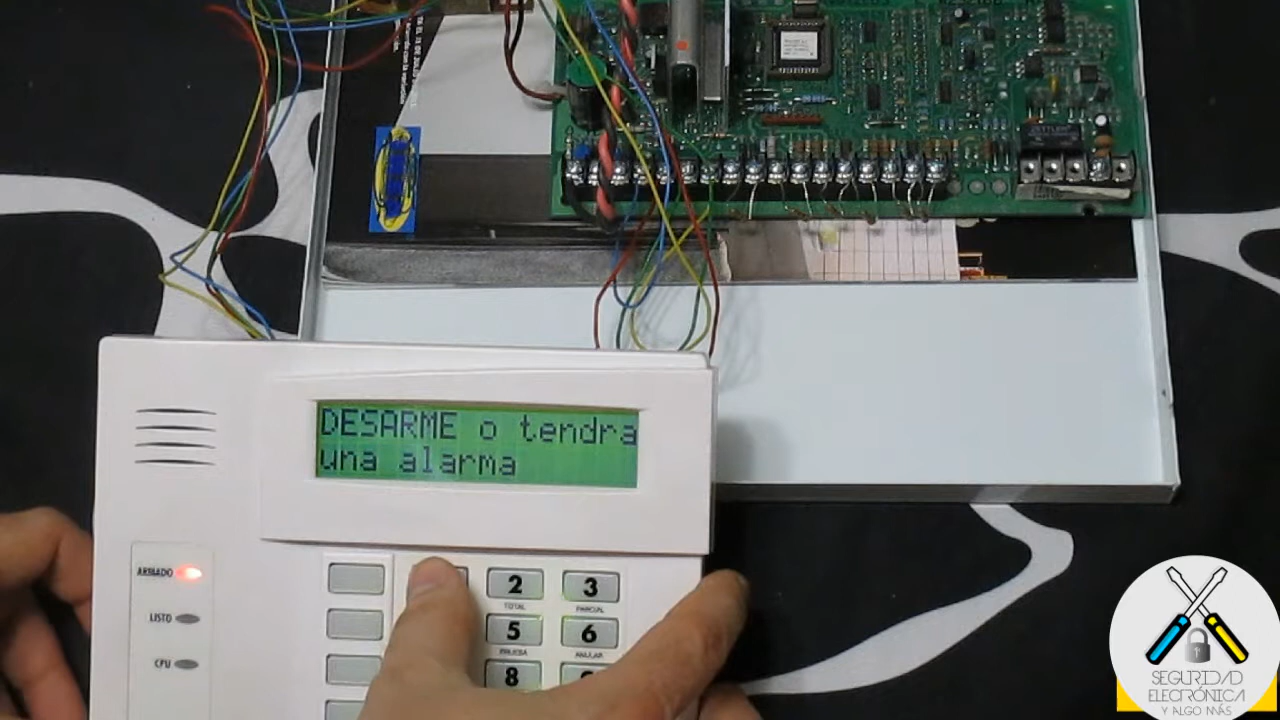 DESARME o tendra
una alarma
ARMADO
LISTO
CPU
2
3
TOTAL
PARCIAL
5
6
PRUEBA
ANULAR
8
SEGURIDAD
ELECTRÓNICA
Y ALGO MÁS